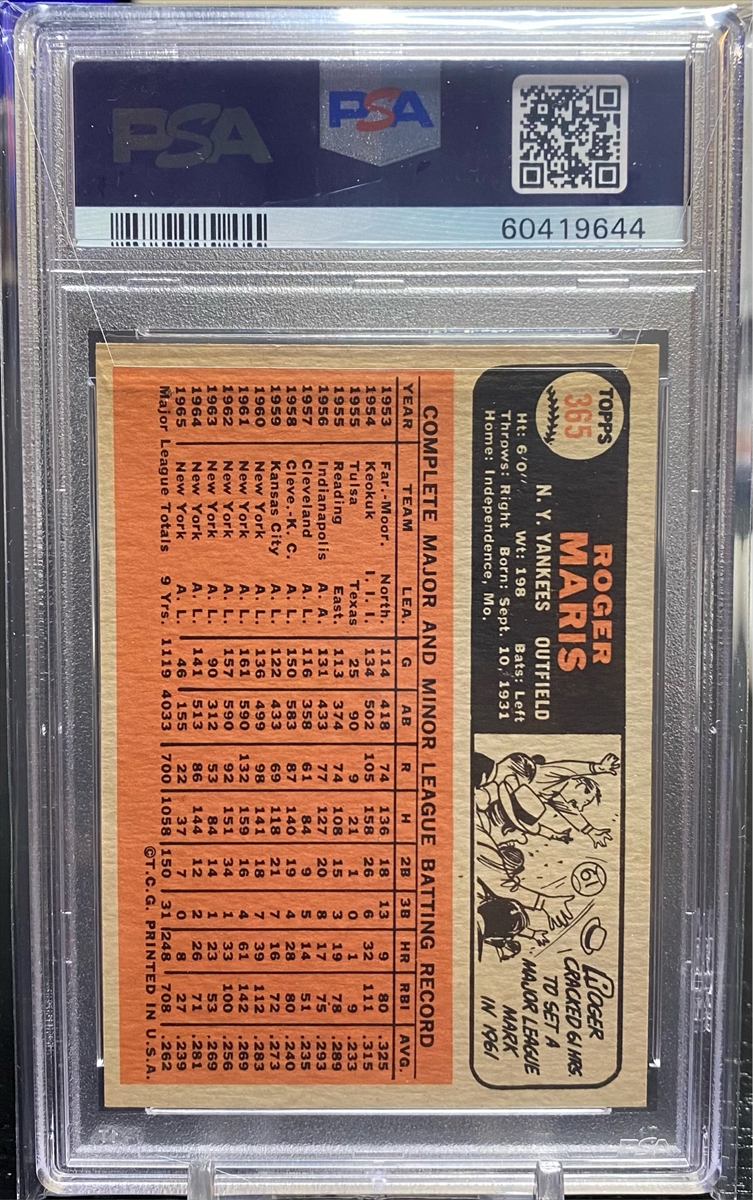 PSA
PSA
60419644
TOPPS
365
ROGER
MARIS
N. Y. YANKEES OUTFIELD
Ht: 6'0" Wt: 198 Bats: Left
Throws: Right Born: Sept. 10, 1931
Home: Independence, Mo.
61
ROGER
CRACKED 61 HRS.
TO SET A
MAJOR LEAGUE
MARK
IN 1961
COMPLETE MAJOR AND MINOR LEAGUE BATTING RECORD
YEAR TEAM LEA. G AB R H 2B 3B HR RBI AVG.
1953 Far.-Moor. North. 114 418 74 136 18 13 9 80 .325
1954 Keokuk I. I. I. 134 502 105 158 26 6 32 111 .315
1955 Tulsa Texas 25 90 9 21 1 0 1 9 .233
1955 Reading East. 113 374 74 108 15 3 19 78 .289
1956 Indianapolis A. A. 131 433 77 127 20 8 17 75 .293
1957 Cleveland A. L. 116 358 61 84 9 5 14 51 .235
1958 Cleve.-K. C. A. L. 150 583 87 140 19 4 28 80 .240
1959 Kansas City A. L. 122 433 69 118 21 7 16 72 .273
1960 New York A. L. 136 499 98 141 18 7 39 112 .283
1961 New York A. L. 161 590 132 159 16 4 61 142 .269
1962 New York A. L. 157 590 92 151 34 1 33 100 .256
1963 New York A. L. 90 312 53 84 14 1 23 53 .269
1964 New York A. L. 141 513 86 144 12 2 26 71 .281
1965 New York A. L. 46 155 22 37 7 0 8 27 .239
Major League Totals 9 Yrs. 1119 4033 700 1058 150 31 248 708 .262
©T.C.G. PRINTED IN U.S.A.
PSA